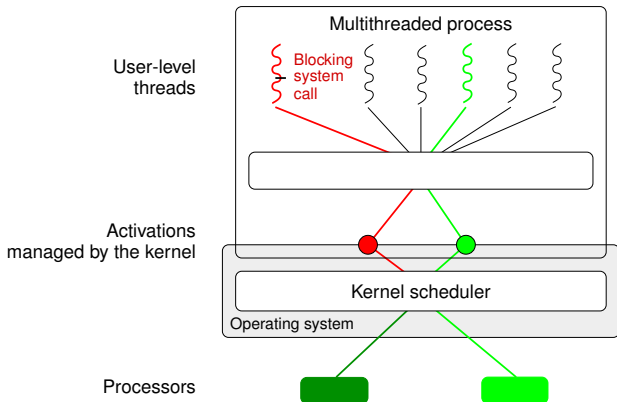 Multithreaded process
User-level
threads
Blocking
system
call
Activations
managed by the kernel
Kernel scheduler
Operating system
Processors